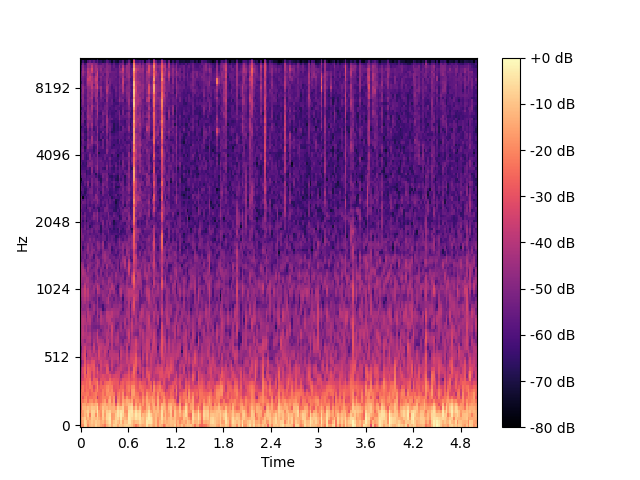 +0 dB
8192
-10 dB
4096
-20 dB
-30 dB
2048
-40 dB
Hz
1024
-50 dB
-60 dB
512
-70 dB
0
-80 dB
0 0.6 1.2 1.8 2.4 3 3.6 4.2 4.8
Time